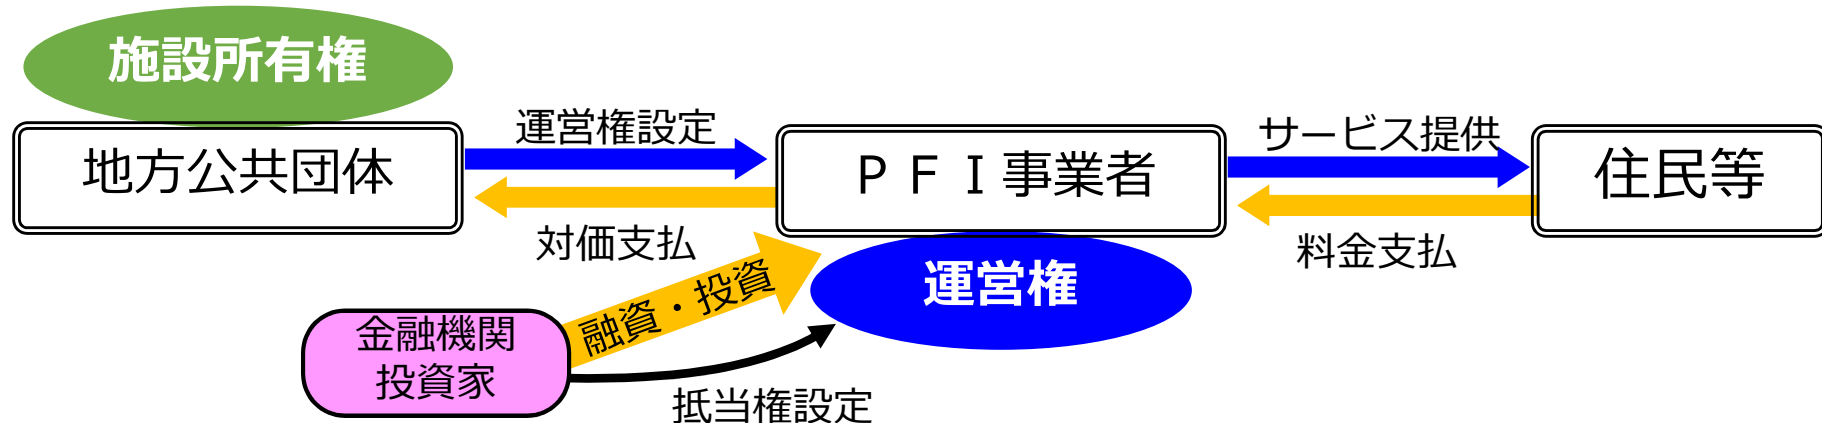 施設所有権
地方公共団体
運営権設定
対価支払
ＰＦＩ事業者
運営権
サービス提供
料金支払
住民等
金融機関
投資家
融資・投資
抵当権設定